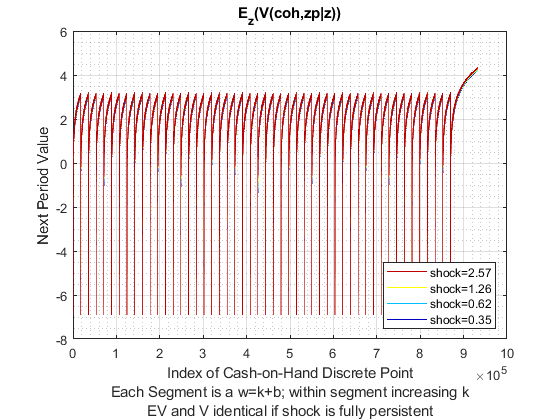 E_z(V(coh,zp|z))
6
4
2
0
-2
-4
-6
-8
Next Period Value
shock=2.57
shock=1.26
shock=0.62
shock=0.35
0 1 2 3 4 5 6 7 8 9 10
×10^5
Index of Cash-on-Hand Discrete Point
Each Segment is a w=k+b; within segment increasing k
EV and V identical if shock is fully persistent